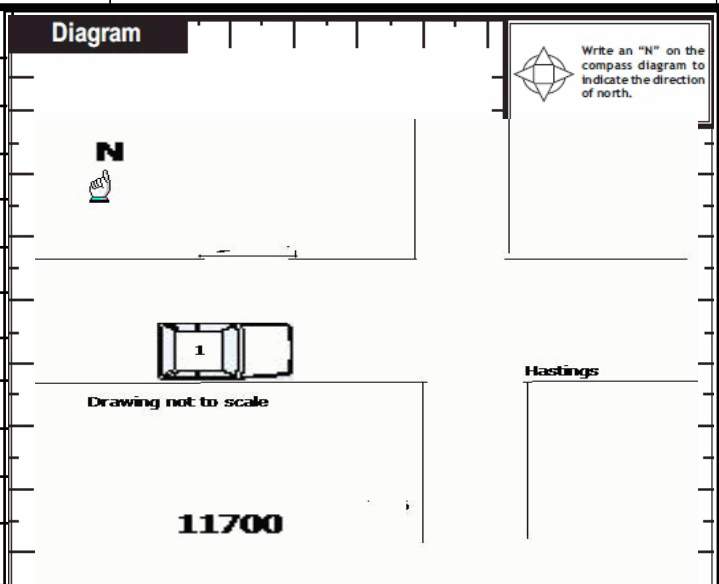 Diagram
Write an “N” on the
compass diagram to
indicate the direction
of north.
N
1
Hastings
Drawing not to scale
11700